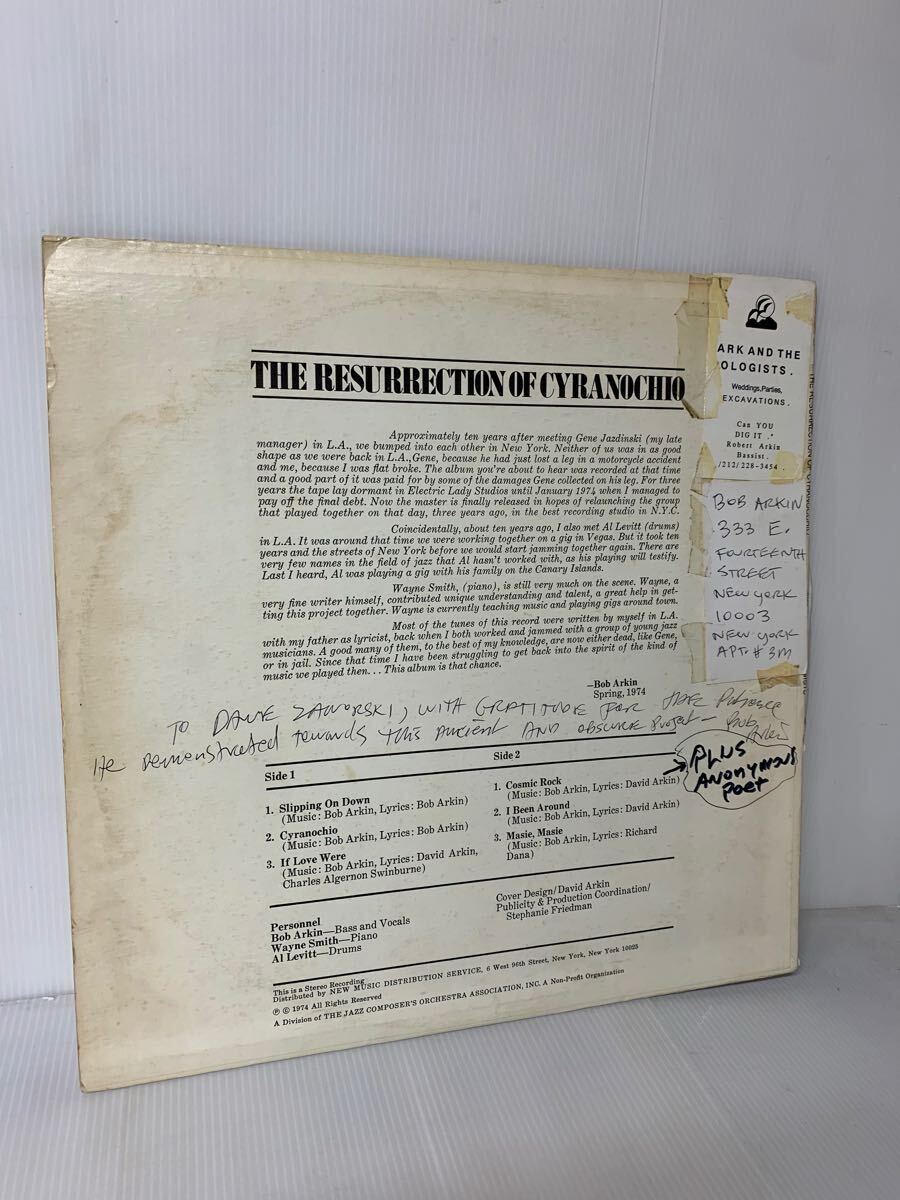 THE RESURRECTION OF CYRANOCHIO
Approximately ten years after meeting Gene Jazdinski (my late
manager) in L.A., we bumped into each other in New York. Neither of us was in as good
shape as we were back in L.A., Gene, because he had just lost a leg in a motorcycle accident
and me, because I was flat broke. The album you're about to hear was recorded at that time
and a good part of it was paid for by some of the damages Gene collected on his leg. For three
years the tape lay dormant in Electric Lady Studios until January 1974 when I managed to
pay off the final debt. Now the master is finally released in hopes of relaunching the group
that played together on that day, three years ago, in the best recording studio in N.Y.C.
Coincidentally, about ten years ago, I also met Al Levitt (drums)
in L.A. It was around that time we were working together on a gig in Vegas. But it took ten
years and the streets of New York before we would start jamming together again. There are
very few names in the field of jazz that Al hasn't worked with, as his playing will testify.
Last I heard, Al was playing a gig with his family on the Canary Islands.
Wayne Smith, (piano), is still very much on the scene. Wayne, a
very fine writer himself, contributed unique understanding and talent, a great help in get-
ting this project together. Wayne is currently teaching music and playing gigs around town.
Most of the tunes of this record were written by myself in L.A.
with my father as lyricist, back when I both worked and jammed with a group of young jazz
musicians. A good many of them, to the best of my knowledge, are now either dead, like Gene,
or in jail. Since that time I have been struggling to get back into the spirit of the kind of
music we played then... This album is that chance.
—Bob Arkin
Spring, 1974
TO DAVE ZAWORSKI, WITH GRATITUDE FOR THE Patience
He Demonstrated towards this ANCIENT AND OBSCURE Project — Bob
Arkin
PLUS
ANONYMOUS
Poet
Side 1
1. Slipping On Down
(Music: Bob Arkin, Lyrics: Bob Arkin)
2. Cyranochio
(Music: Bob Arkin, Lyrics: Bob Arkin)
3. If Love Were
(Music: Bob Arkin, Lyrics: David Arkin,
Charles Algernon Swinburne)
Side 2
1. Cosmic Rock
(Music: Bob Arkin, Lyrics: David Arkin)
2. I Been Around
(Music: Bob Arkin, Lyrics: David Arkin)
3. Masie, Masie
(Music: Bob Arkin, Lyrics: Richard
Dana)
Personnel
Bob Arkin—Bass and Vocals
Wayne Smith—Piano
Al Levitt—Drums
Cover Design/David Arkin
Publicity & Production Coordination/
Stephanie Friedman
This is a Stereo Recording
Distributed by NEW MUSIC DISTRIBUTION SERVICE, 6 West 96th Street, New York, New York 10025
℗ © 1974 All Rights Reserved
A Division of THE JAZZ COMPOSER'S ORCHESTRA ASSOCIATION, INC. A Non-Profit Organization
ARK AND THE
OLOGISTS.
Weddings, Parties,
EXCAVATIONS.
Can YOU
DIG IT."
Robert Arkin
Bassist.
/212/228-3454.
BOB ARKIN
333 E.
FOURTEENTH
STREET
NEW YORK
10003
NEW YORK
APT # 3M
THE RESURRECTION OF CYRANOCHIO